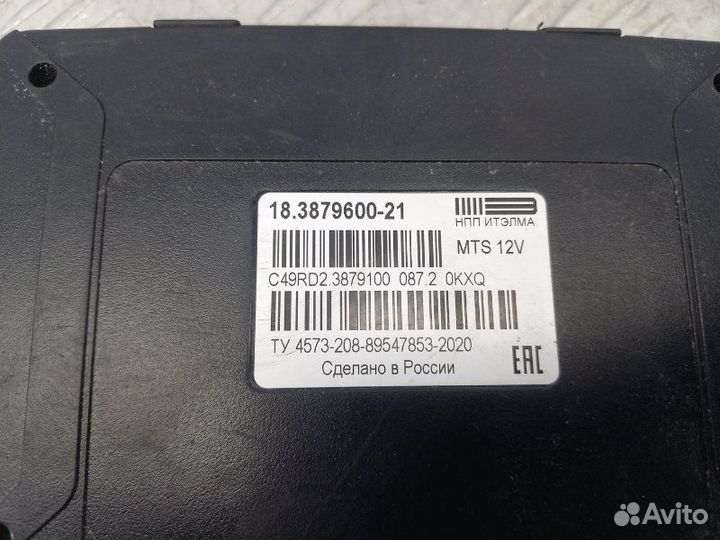 18.3879600-21
НПП ИТЭЛМА
MTS 12V
C49RD2.3879100 087.2 0KXQ
ТУ 4573-208-89547853-2020
Сделано в России
EAC
Avito